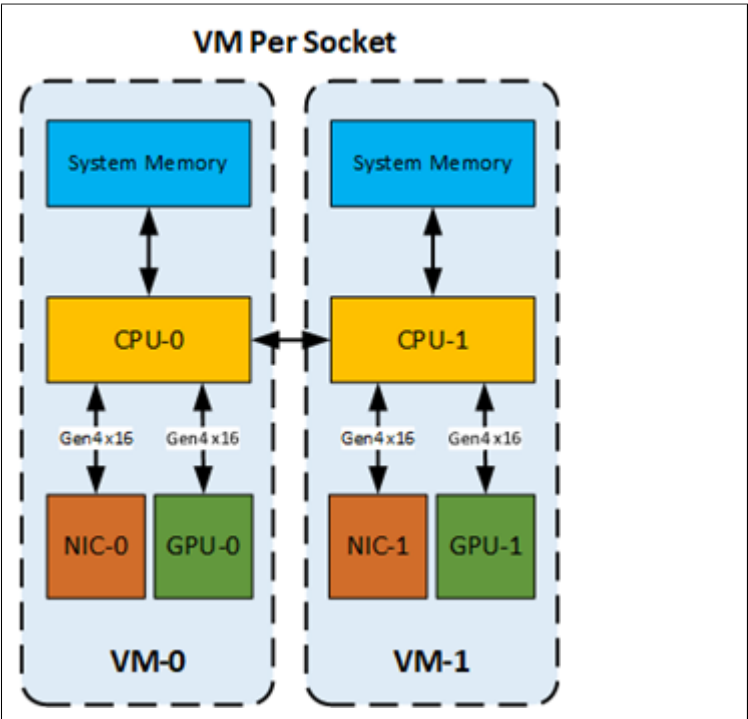 VM Per Socket
System Memory
System Memory
CPU-0
CPU-1
Gen4 x16
Gen4 x16
Gen4 x16
Gen4 x16
NIC-0
GPU-0
NIC-1
GPU-1
VM-0
VM-1